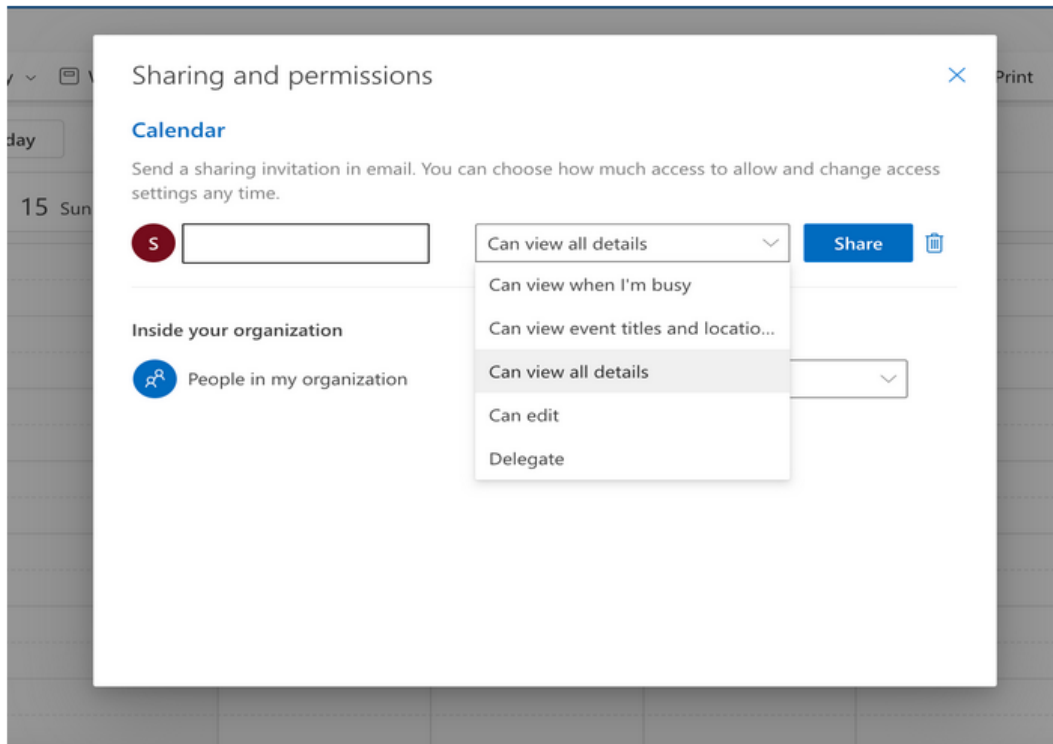 Sharing and permissions
Print
Calendar
day
Send a sharing invitation in email. You can choose how much access to allow and change access
settings any time.
15 Sun
S
Can view all details
Share
Can view when I'm busy
Inside your organization
Can view event titles and locatio...
People in my organization
Can view all details
Can edit
Delegate